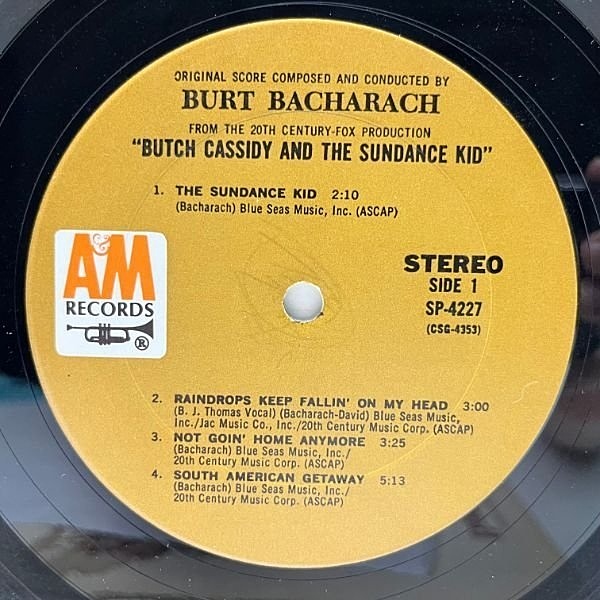 ORIGINAL SCORE COMPOSED AND CONDUCTED BY
BURT BACHARACH
FROM THE 20TH CENTURY-FOX PRODUCTION
"BUTCH CASSIDY AND THE SUNDANCE KID"
1. THE SUNDANCE KID 2:10
(Bacharach) Blue Seas Music, Inc. (ASCAP)
A&M
RECORDS
®
STEREO
SIDE 1
SP-4227
(CSG-4353)
2. RAINDROPS KEEP FALLIN' ON MY HEAD 3:00
(B. J. Thomas Vocal) (Bacharach-David) Blue Seas Music,
Inc./Jac Music Co., Inc./20th Century Music Corp. (ASCAP)
3. NOT GOIN' HOME ANYMORE 3:25
(Bacharach) Blue Seas Music, Inc./
20th Century Music Corp. (ASCAP)
4. SOUTH AMERICAN GETAWAY 5:13
(Bacharach) Blue Seas Music, Inc./
20th Century Music Corp. (ASCAP)